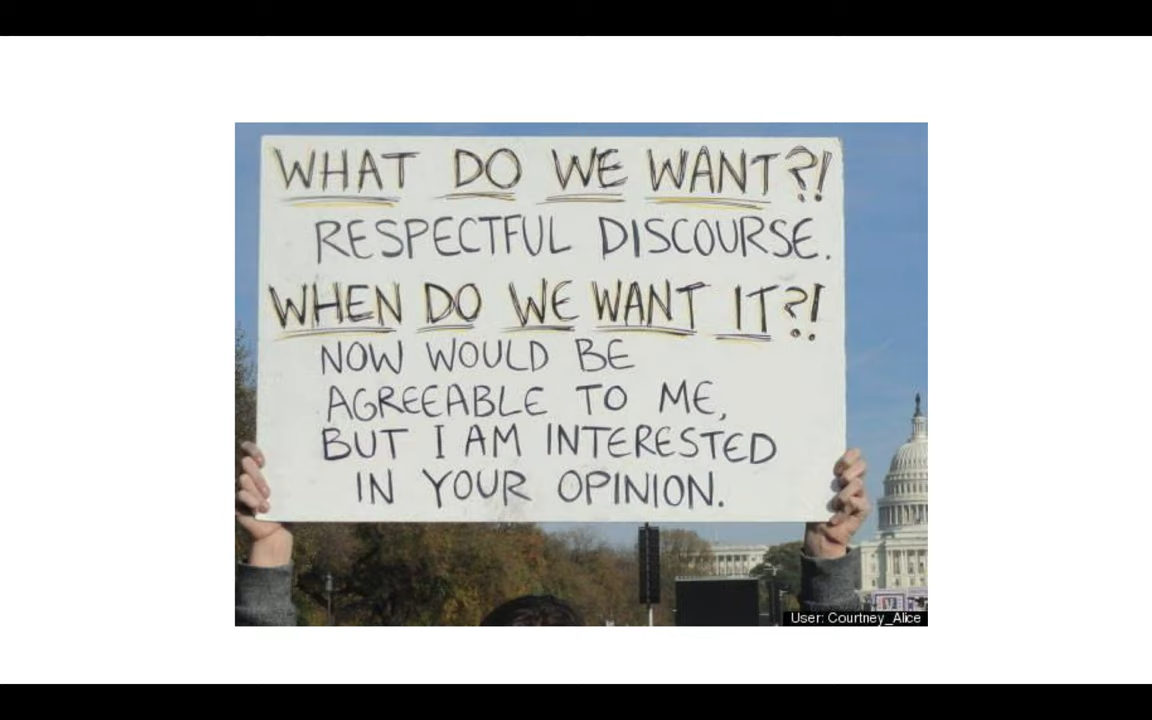 WHAT DO WE WANT?!
RESPECTFUL DISCOURSE.
WHEN DO WE WANT IT?!
NOW WOULD BE
AGREEABLE TO ME,
BUT I AM INTERESTED
IN YOUR OPINION.
User: Courtney_Alice